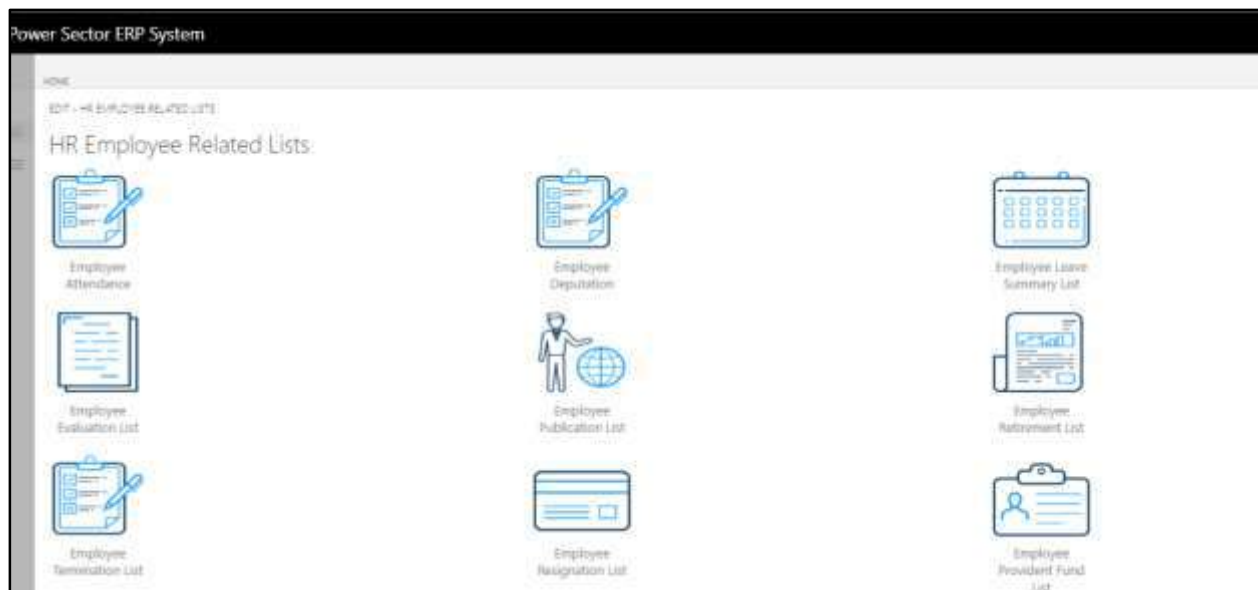 Power Sector ERP System
HOME
EDIT - HR EMPLOYEE RELATED LISTS
HR Employee Related Lists
Employee
Attendance
Employee
Deputation
Employee Leave
Summary List
Employee
Evaluation List
Employee
Publication List
Employee
Retirement List
Employee
Termination List
Employee
Resignation List
Employee
Provident Fund
List